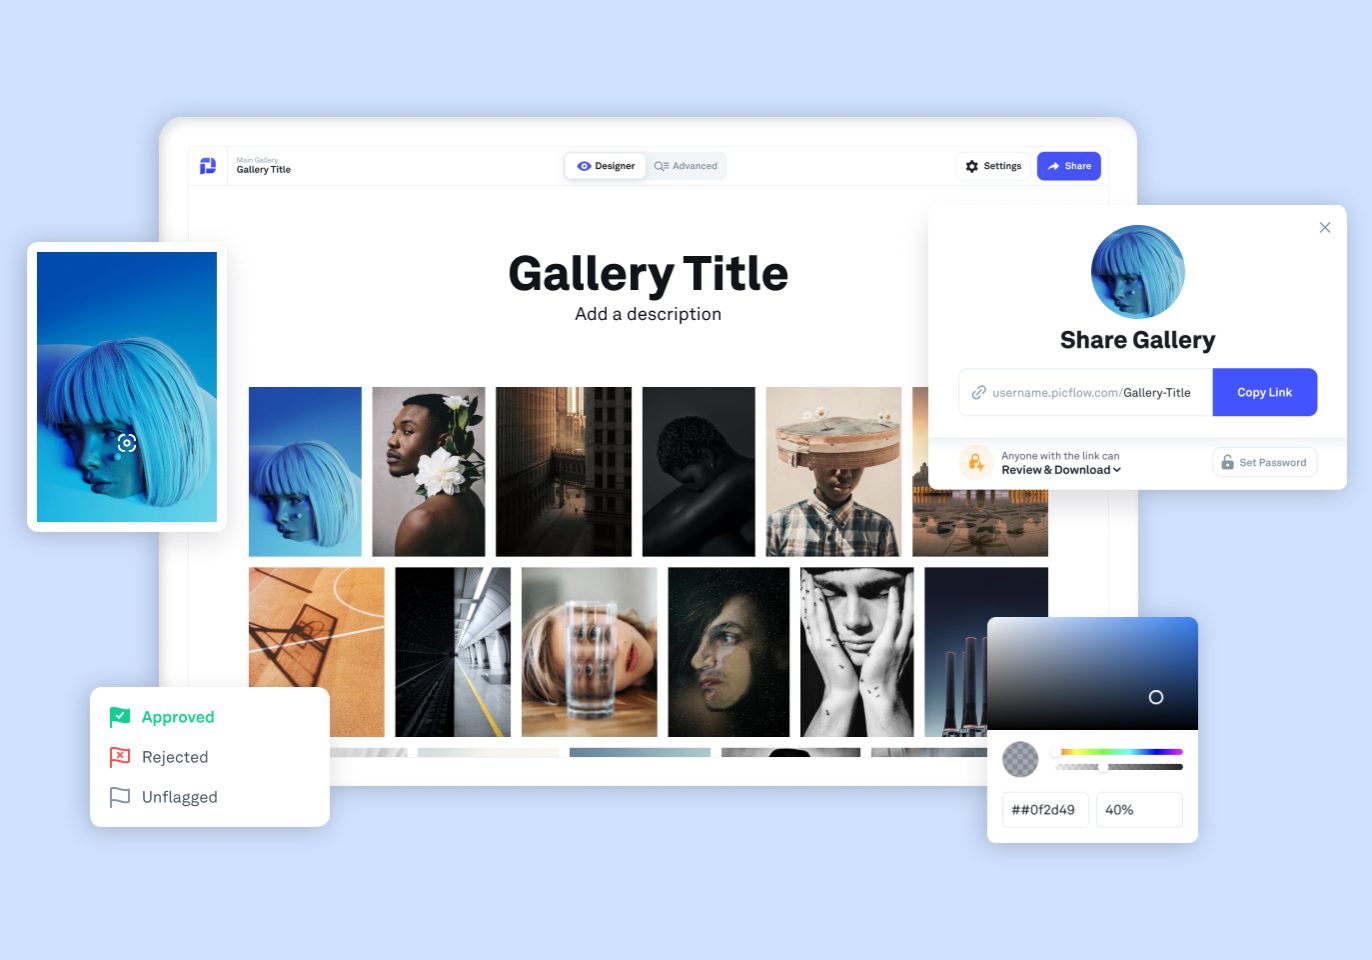 Main Gallery
Gallery Title
Designer
Advanced
Settings
Share
Gallery Title
Add a description
Share Gallery
username.picflow.com/Gallery-Title
Copy Link
Anyone with the link can
Review & Download
Set Password
Approved
Rejected
Unflagged
##0f2d49
40%